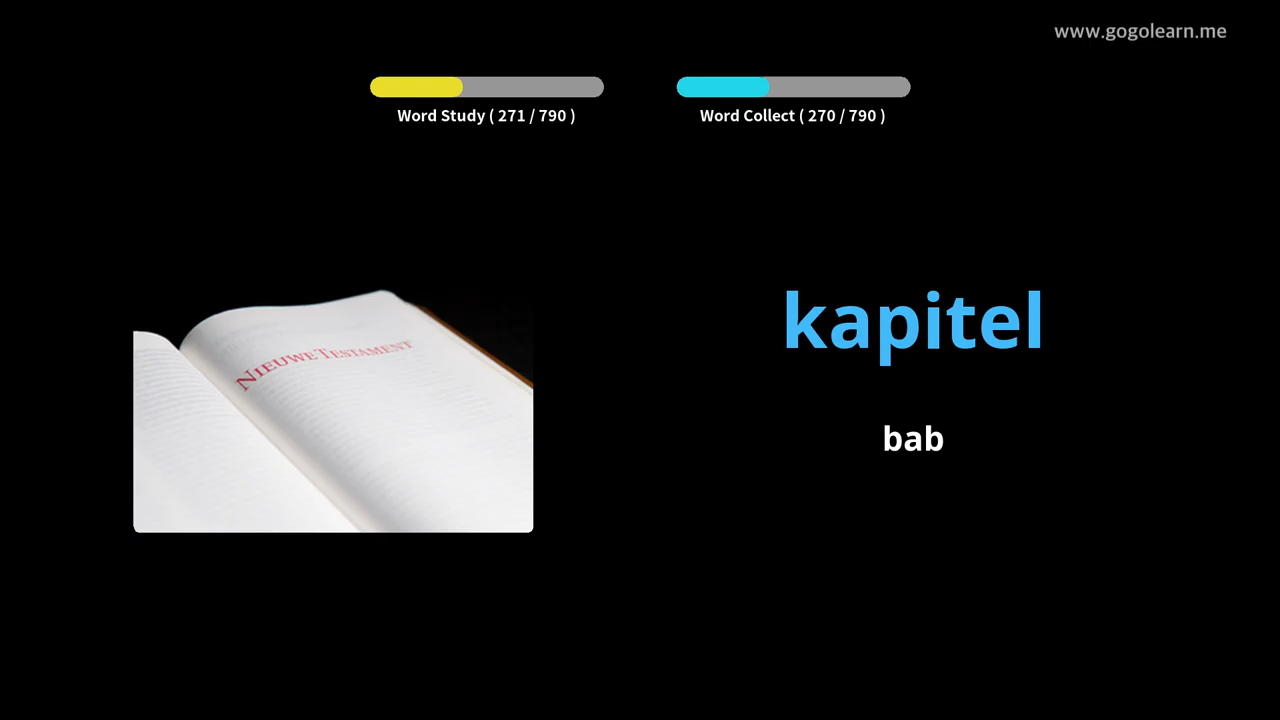 www.gogolearn.me
Word Study ( 271 / 790 )
Word Collect ( 270 / 790 )
NIEUWE TESTAMENT
kapitel
bab